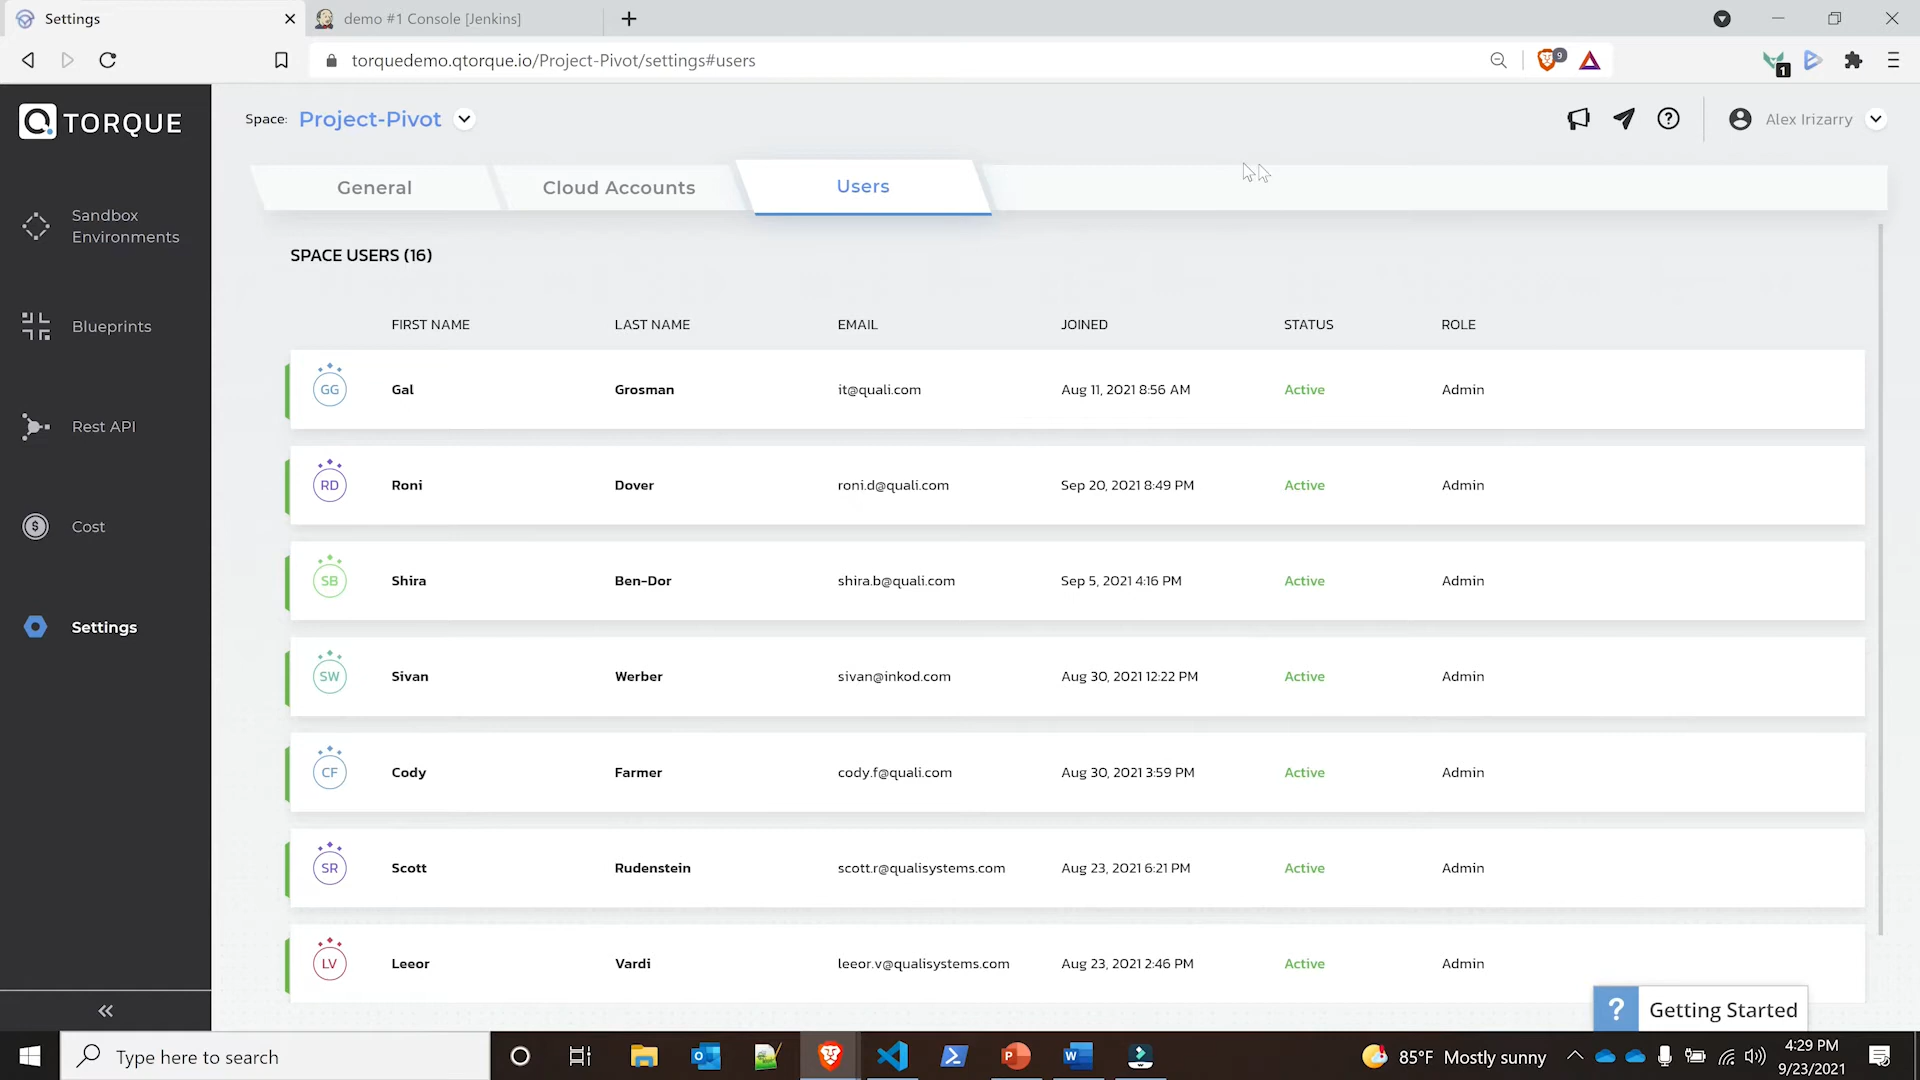 Settings
demo #1 Console [Jenkins]
torquedemo.qtorque.io/Project-Pivot/settings#users
9
1
TORQUE
Space: Project-Pivot
Alex Irizarry
General
Cloud Accounts
Users
Sandbox
Environments
Blueprints
Rest API
Cost
Settings
SPACE USERS (16)
FIRST NAME LAST NAME EMAIL JOINED STATUS ROLE
GG Gal Grosman it@quali.com Aug 11, 2021 8:56 AM Active Admin
RD Roni Dover roni.d@quali.com Sep 20, 2021 8:49 PM Active Admin
SB Shira Ben-Dor shira.b@quali.com Sep 5, 2021 4:16 PM Active Admin
SW Sivan Werber sivan@inkod.com Aug 30, 2021 12:22 PM Active Admin
CF Cody Farmer cody.f@quali.com Aug 30, 2021 3:59 PM Active Admin
SR Scott Rudenstein scott.r@qualisystems.com Aug 23, 2021 6:21 PM Active Admin
LV Leeor Vardi leeor.v@qualisystems.com Aug 23, 2021 2:46 PM Active Admin
? Getting Started
Type here to search
85°F Mostly sunny
4:29 PM
9/23/2021